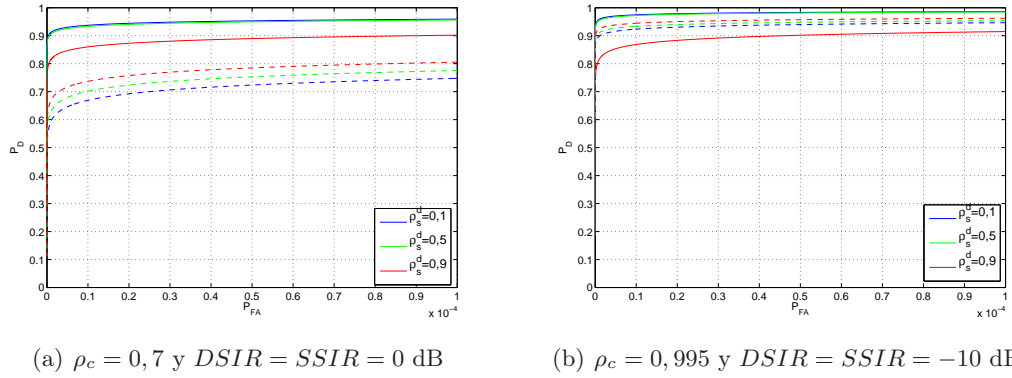 1
0.9
0.8
0.7
0.6
0.5
0.4
0.3
0.2
0.1
0
P_D
0 0.1 0.2 0.3 0.4 0.5 0.6 0.7 0.8 0.9 1
P_FA
x 10^-4
ρ_s^d=0,1
ρ_s^d=0,5
ρ_s^d=0,9
(a) ρ_c = 0, 7 y DSIR = SSIR = 0 dB
1
0.9
0.8
0.7
0.6
0.5
0.4
0.3
0.2
0.1
0
P_D
0 0.1 0.2 0.3 0.4 0.5 0.6 0.7 0.8 0.9 1
P_FA
x 10^-4
ρ_s^d=0,1
ρ_s^d=0,5
ρ_s^d=0,9
(b) ρ_c = 0, 995 y DSIR = SSIR = −10 dB